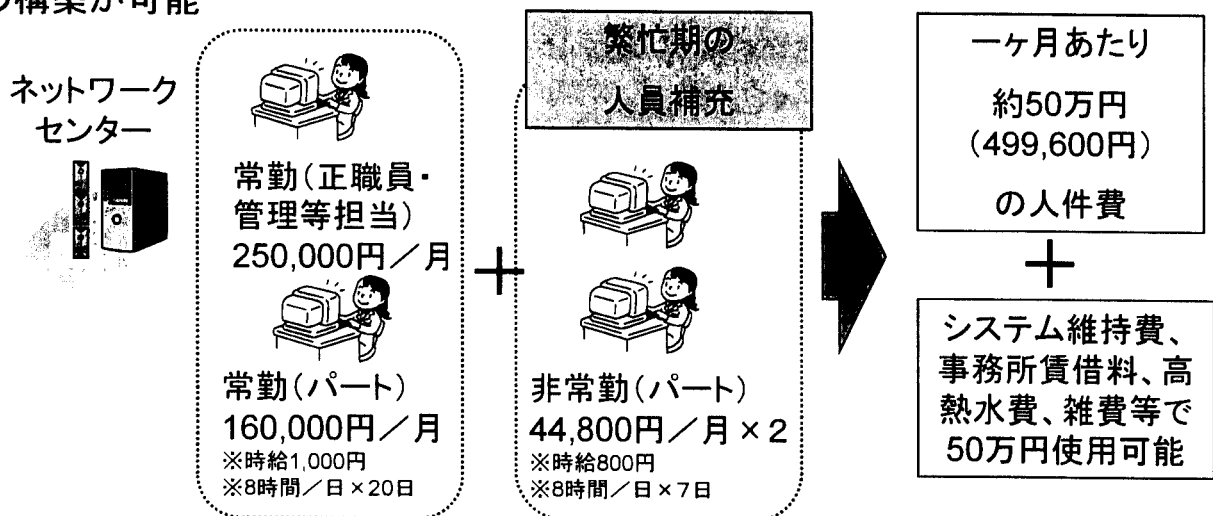 の構築が可能
ネットワーク
センター
常勤（正職員・
管理等担当）
250,000円／月
常勤（パート）
160,000円／月
※時給1,000円
※8時間／日×20日
＋
繁忙期の
人員補充
非常勤（パート）
44,800円／月×2
※時給800円
※8時間／日×7日
一ヶ月あたり
約50万円
（499,600円）
の人件費
＋
システム維持費、
事務所賃借料、高
熱水費、雑費等で
50万円使用可能